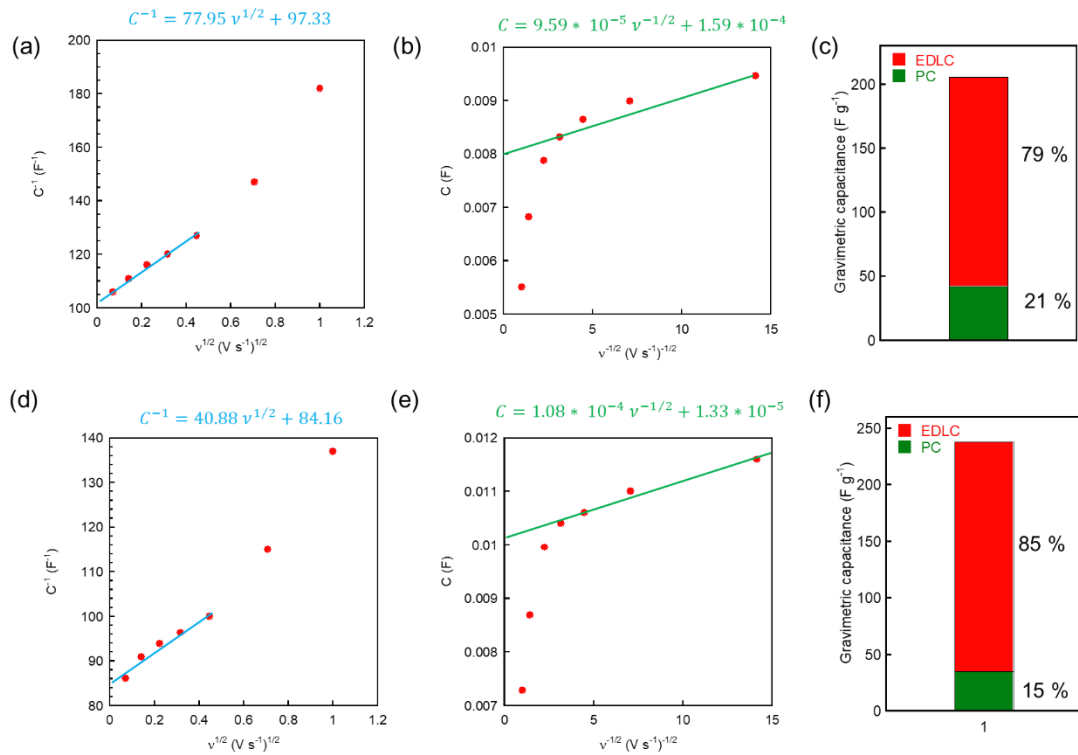 C⁻¹ = 77.95 ν^{1/2} + 97.33
(a)
200
180
160
140
120
100
C⁻¹ (F⁻¹)
0 0.2 0.4 0.6 0.8 1 1.2
ν^{1/2} (V s⁻¹)^{1/2}
C = 9.59 * 10⁻⁵ ν^{-1/2} + 1.59 * 10⁻⁴
(b)
0.01
0.009
0.008
0.007
0.006
0.005
C (F)
0 5 10 15
ν^{-1/2} (V s⁻¹)^{-1/2}
(c)
EDLC
PC
200
150
100
50
0
Gravimetric capacitance (F g⁻¹)
79 %
21 %
C⁻¹ = 40.88 ν^{1/2} + 84.16
(d)
140
130
120
110
100
90
80
C⁻¹ (F⁻¹)
0 0.2 0.4 0.6 0.8 1 1.2
ν^{1/2} (V s⁻¹)^{1/2}
C = 1.08 * 10⁻⁴ ν^{-1/2} + 1.33 * 10⁻⁵
(e)
0.012
0.011
0.01
0.009
0.008
0.007
C (F)
0 5 10 15
ν^{-1/2} (V s⁻¹)^{-1/2}
(f)
EDLC
PC
250
200
150
100
50
0
Gravimetric capacitance (F g⁻¹)
85 %
15 %
1